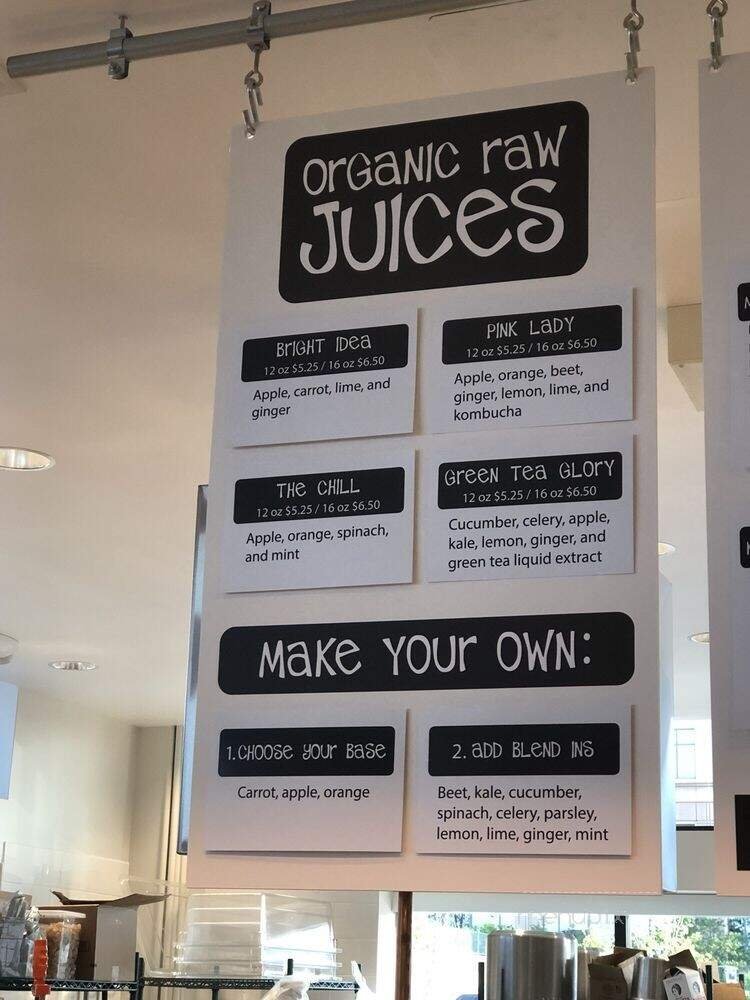 Organic raw
Juices
Bright Idea
12 oz $5.25 / 16 oz $6.50
Apple, carrot, lime, and
ginger
Pink Lady
12 oz $5.25 / 16 oz $6.50
Apple, orange, beet,
ginger, lemon, lime, and
kombucha
The Chill
12 oz $5.25 / 16 oz $6.50
Apple, orange, spinach,
and mint
Green Tea Glory
12 oz $5.25 / 16 oz $6.50
Cucumber, celery, apple,
kale, lemon, ginger, and
green tea liquid extract
Make your own:
1. Choose your Base
Carrot, apple, orange
2. Add Blend Ins
Beet, kale, cucumber,
spinach, celery, parsley,
lemon, lime, ginger, mint